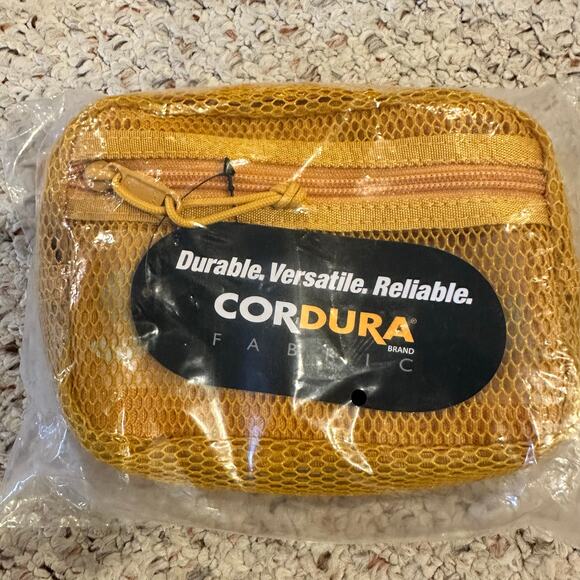 Durable. Versatile. Reliable.
CORDURA®
BRAND
FABRIC